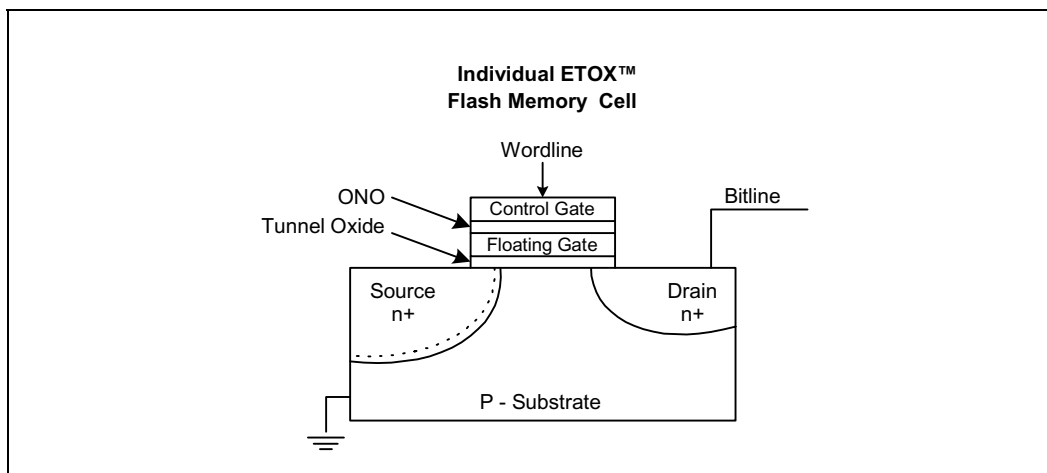 Individual ETOX™
Flash Memory Cell
Wordline
ONO
Control Gate
Bitline
Tunnel Oxide
Floating Gate
Source
n+
Drain
n+
P - Substrate